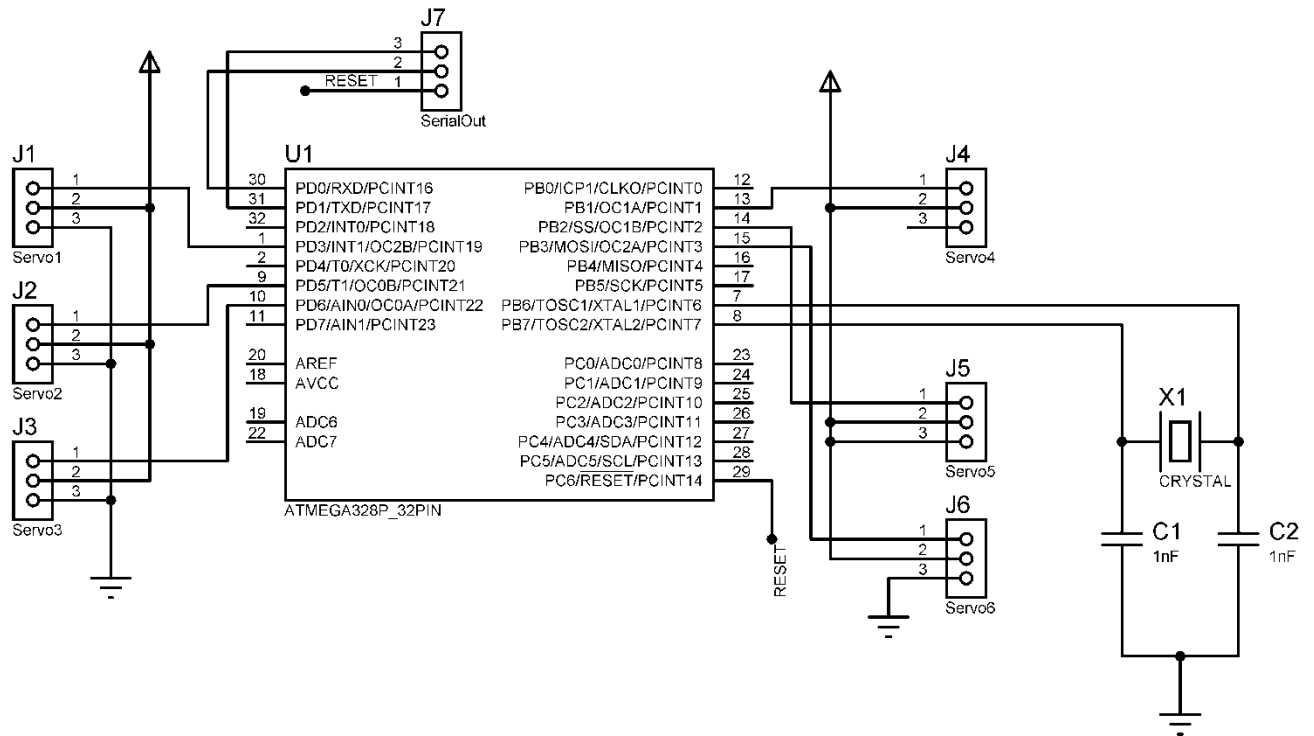 J7
3
2
RESET 1
SerialOut
J1
1
2
3
Servo1
J2
1
2
3
Servo2
J3
1
2
3
Servo3
U1
30 PD0/RXD/PCINT16
31 PD1/TXD/PCINT17
32 PD2/INT0/PCINT18
1 PD3/INT1/OC2B/PCINT19
2 PD4/T0/XCK/PCINT20
9 PD5/T1/OC0B/PCINT21
10 PD6/AIN0/OC0A/PCINT22
11 PD7/AIN1/PCINT23
20 AREF
18 AVCC
19 ADC6
22 ADC7
PB0/ICP1/CLKO/PCINT0 12
PB1/OC1A/PCINT1 13
PB2/SS/OC1B/PCINT2 14
PB3/MOSI/OC2A/PCINT3 15
PB4/MISO/PCINT4 16
PB5/SCK/PCINT5 17
PB6/TOSC1/XTAL1/PCINT6 7
PB7/TOSC2/XTAL2/PCINT7 8
PC0/ADC0/PCINT8 23
PC1/ADC1/PCINT9 24
PC2/ADC2/PCINT10 25
PC3/ADC3/PCINT11 26
PC4/ADC4/SDA/PCINT12 27
PC5/ADC5/SCL/PCINT13 28
PC6/RESET/PCINT14 29
ATMEGA328P_32PIN
RESET
J4
1
2
3
Servo4
J5
1
2
3
Servo5
J6
1
2
3
Servo6
X1
CRYSTAL
C1
1nF
C2
1nF